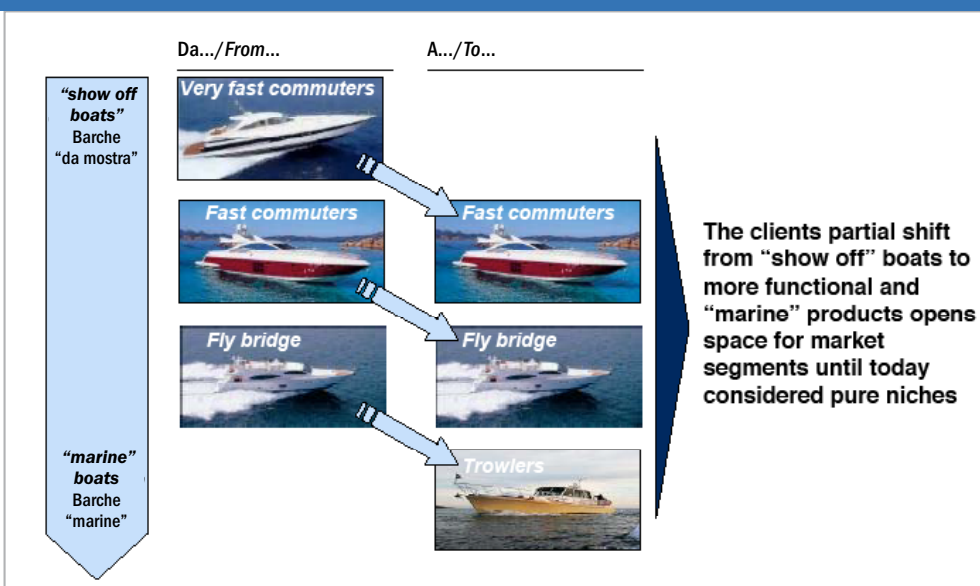 Da.../From...
A.../To...
"show off
boats"
Barche
"da mostra"
"marine"
boats
Barche
"marine"
Very fast commuters
Fast commuters
Fly bridge
Fast commuters
Fly bridge
Trowlers
The clients partial shift
from "show off" boats to
more functional and
"marine" products opens
space for market
segments until today
considered pure niches